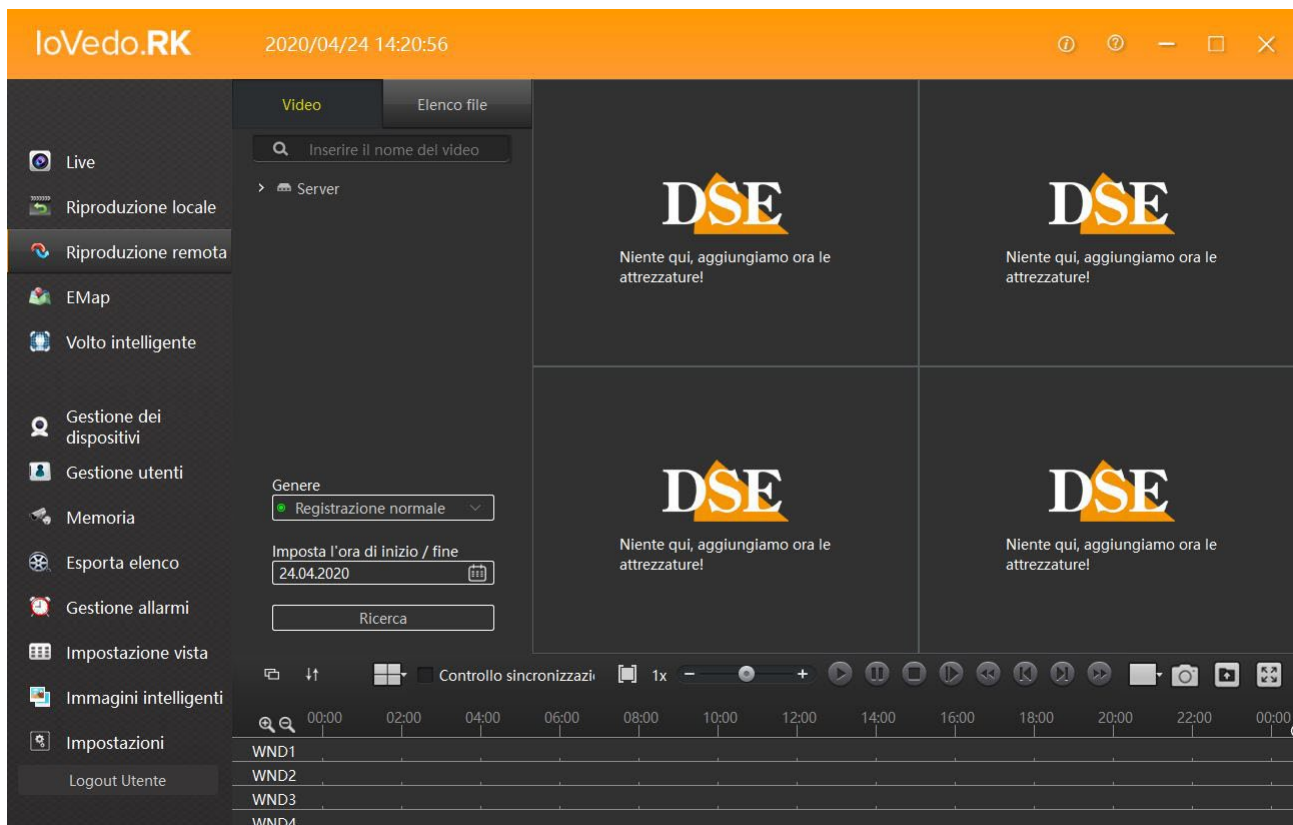 IoVedo.RK
2020/04/24 14:20:56
Live
Riproduzione locale
Riproduzione remota
EMap
Volto intelligente
Gestione dei
dispositivi
Gestione utenti
Memoria
Esporta elenco
Gestione allarmi
Impostazione vista
Immagini intelligenti
Impostazioni
Logout Utente
Video
Elenco file
Inserire il nome del video
Server
Genere
Registrazione normale
Imposta l'ora di inizio / fine
24.04.2020
Ricerca
DSE
Niente qui, aggiungiamo ora le
attrezzature!
DSE
Niente qui, aggiungiamo ora le
attrezzature!
DSE
Niente qui, aggiungiamo ora le
attrezzature!
DSE
Niente qui, aggiungiamo ora le
attrezzature!
Controllo sincronizzazi
1x
00:00 02:00 04:00 06:00 08:00 10:00 12:00 14:00 16:00 18:00 20:00 22:00 00:00
WND1
WND2
WND3
WND4